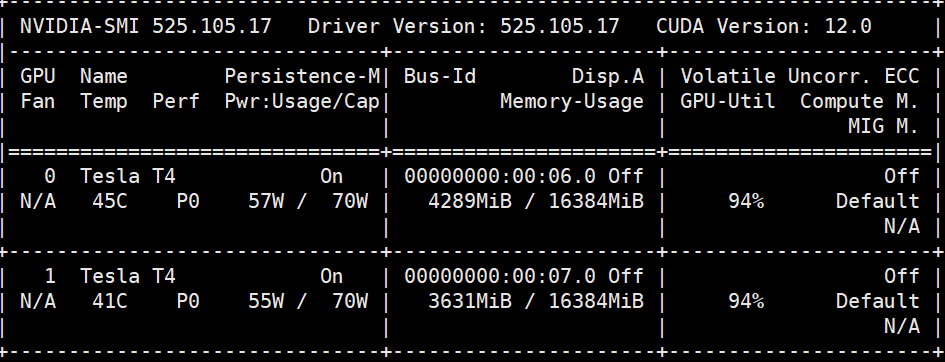 +-----------------------------------------------------------------------------+
| NVIDIA-SMI 525.105.17   Driver Version: 525.105.17   CUDA Version: 12.0     |
|-------------------------------+----------------------+----------------------+
| GPU  Name        Persistence-M| Bus-Id        Disp.A | Volatile Uncorr. ECC |
| Fan  Temp  Perf  Pwr:Usage/Cap|         Memory-Usage | GPU-Util  Compute M. |
|                               |                      |               MIG M. |
|===============================+======================+======================|
|   0  Tesla T4            On   | 00000000:00:06.0 Off |                  Off |
| N/A   45C    P0    57W /  70W |   4289MiB / 16384MiB |     94%      Default |
|                               |                      |                  N/A |
+-------------------------------+----------------------+----------------------+
|   1  Tesla T4            On   | 00000000:00:07.0 Off |                  Off |
| N/A   41C    P0    55W /  70W |   3631MiB / 16384MiB |     94%      Default |
|                               |                      |                  N/A |
+-------------------------------+----------------------+----------------------+